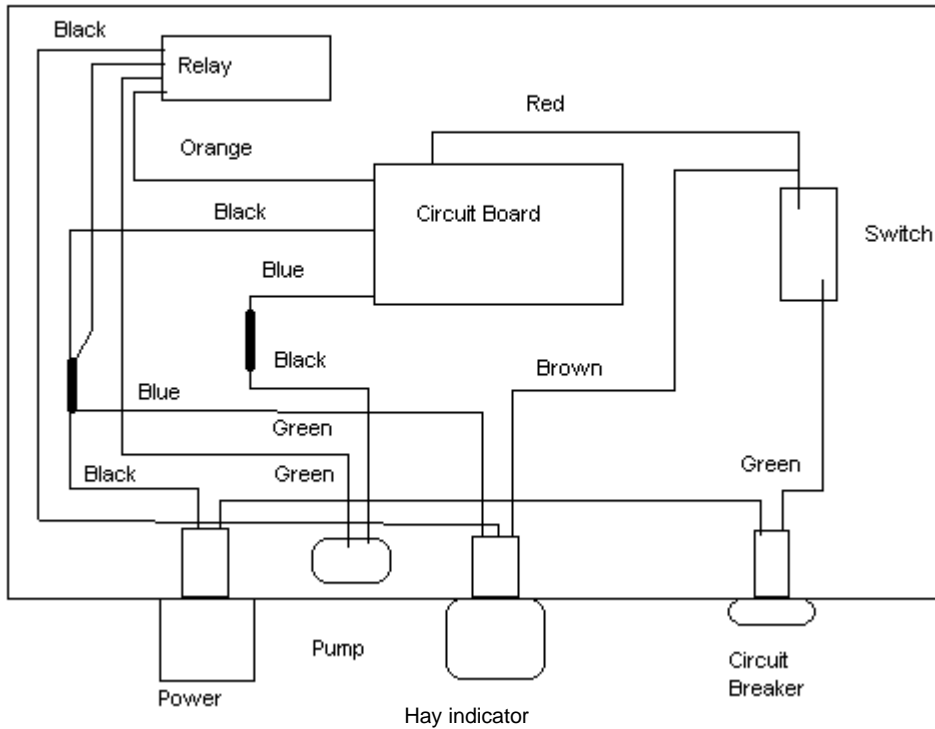 Black
Relay
Red
Orange
Circuit Board
Black
Switch
Blue
Black
Brown
Blue
Green
Green
Black
Green
Pump
Circuit
Breaker
Power
Hay indicator